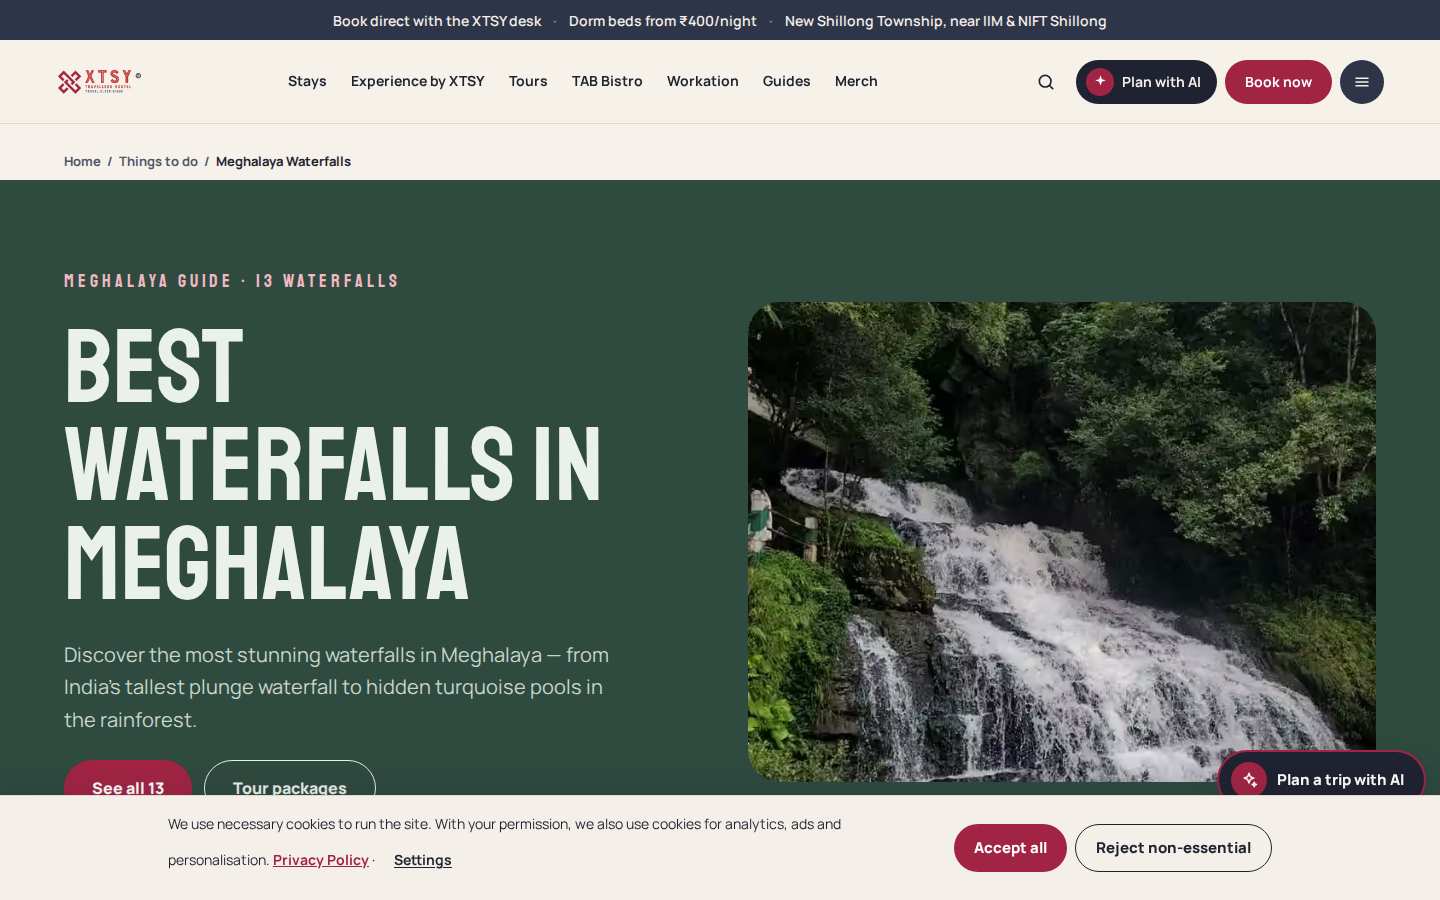 Book direct with the XTSY desk · Dorm beds from ₹400/night · New Shillong Township, near IIM & NIFT Shillong
XTSY ®
TRAVELLERS HOSTEL
Stays Experience by XTSY Tours TAB Bistro Workation Guides Merch
Plan with AI
Book now
Home / Things to do / Meghalaya Waterfalls
MEGHALAYA GUIDE · 13 WATERFALLS
BEST
WATERFALLS IN
MEGHALAYA
Discover the most stunning waterfalls in Meghalaya — from
India's tallest plunge waterfall to hidden turquoise pools in
the rainforest.
See all 13 Tour packages
Plan a trip with AI
We use necessary cookies to run the site. With your permission, we also use cookies for analytics, ads and
personalisation. Privacy Policy · Settings
Accept all Reject non-essential